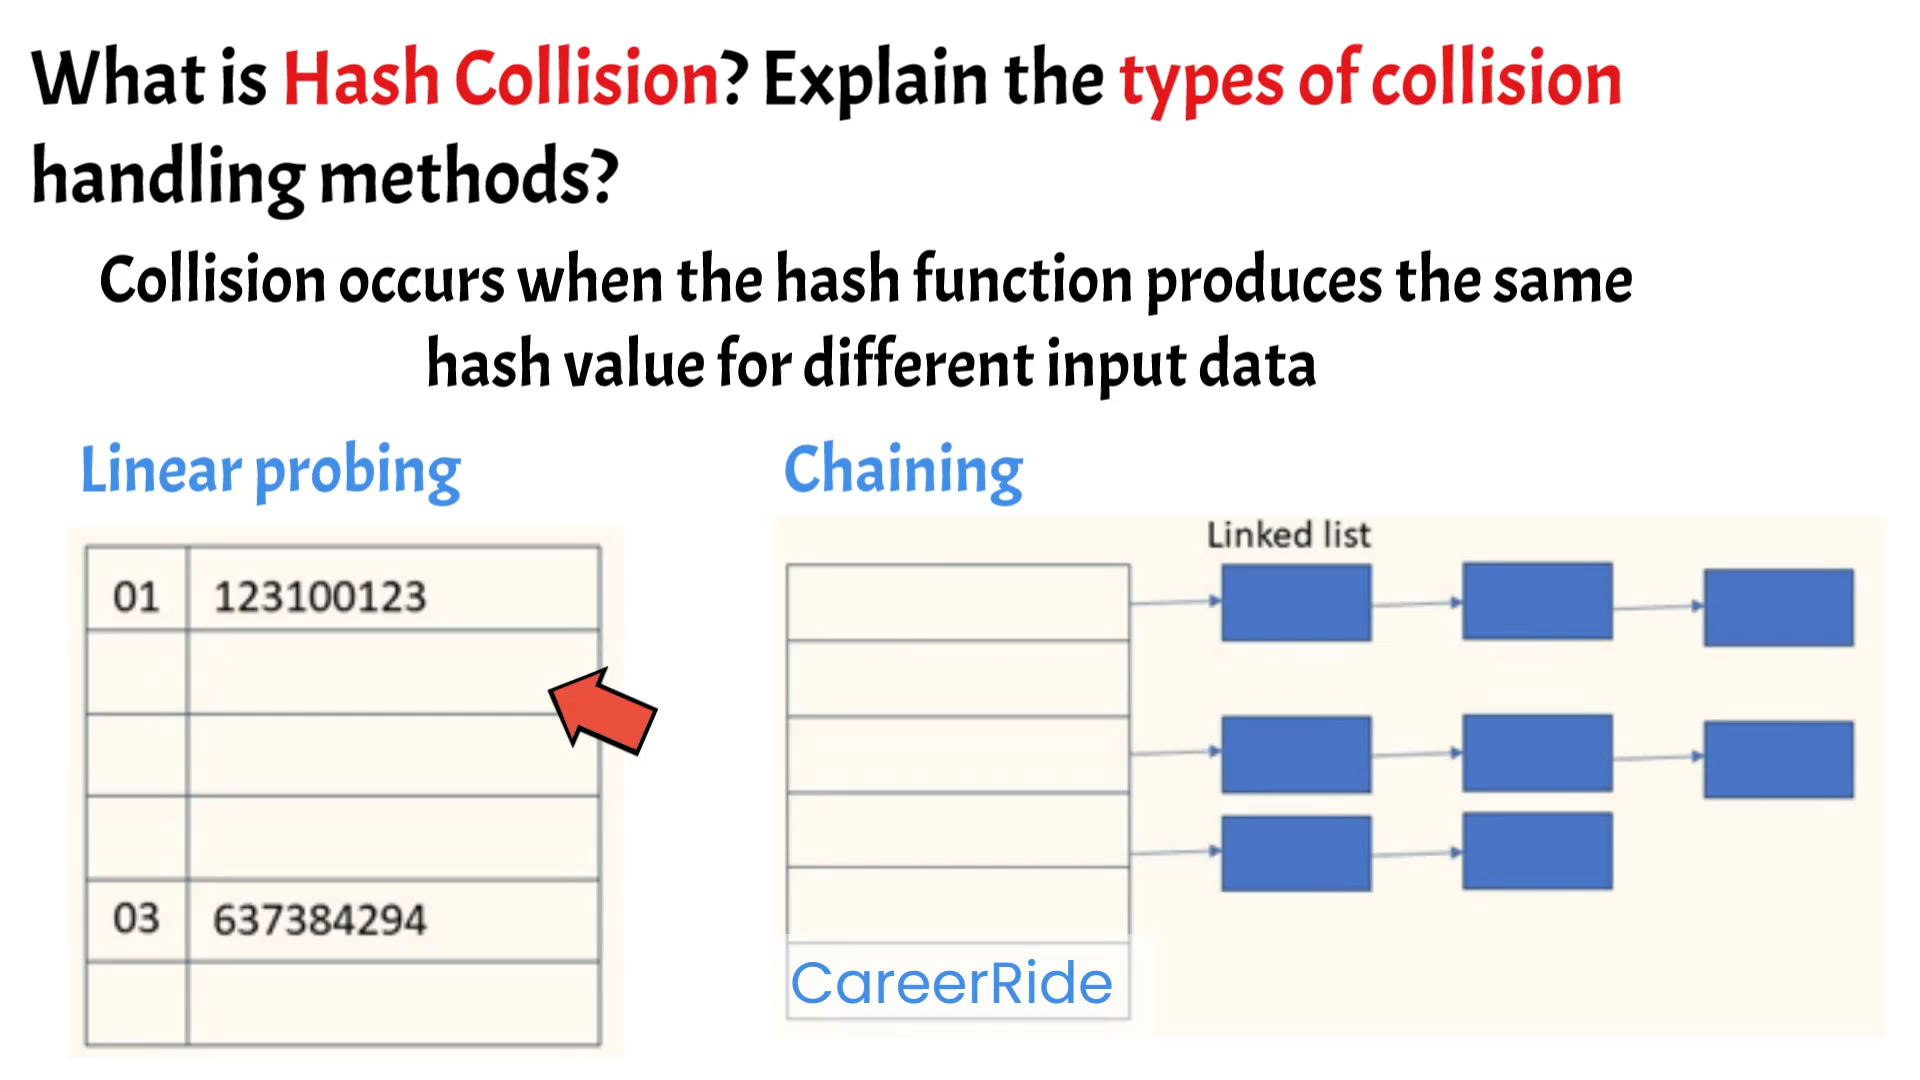 What is Hash Collision? Explain the types of collision
handling methods?
Collision occurs when the hash function produces the same
hash value for different input data
Linear probing
Chaining
Linked list
01 123100123
03 637384294
CareerRide